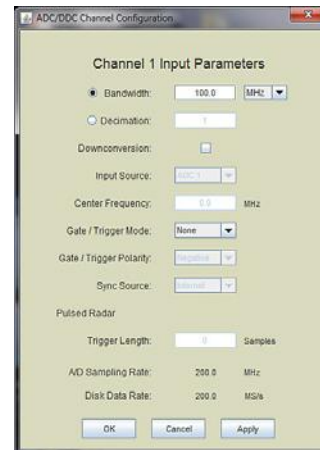 ADC/DDC Channel Configuration
Channel 1 Input Parameters
Bandwidth: 100.0 MHz
Decimation: 1
Downconversion:
Input Source: ADC 1
Center Frequency: 0.0 MHz
Gate / Trigger Mode: None
Gate / Trigger Polarity: Negative
Sync Source: Internal
Pulsed Radar
Trigger Length: 0 Samples
A/D Sampling Rate: 200.0 MHz
Disk Data Rate: 200.0 MS/s
OK Cancel Apply